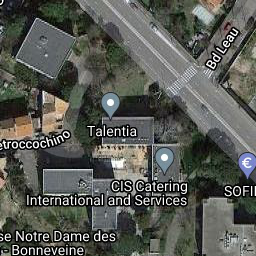 Bd Leau
Talentia
etroccochino
CIS Catering
International and Services
SOFI
se Notre Dame des
Bonneveine